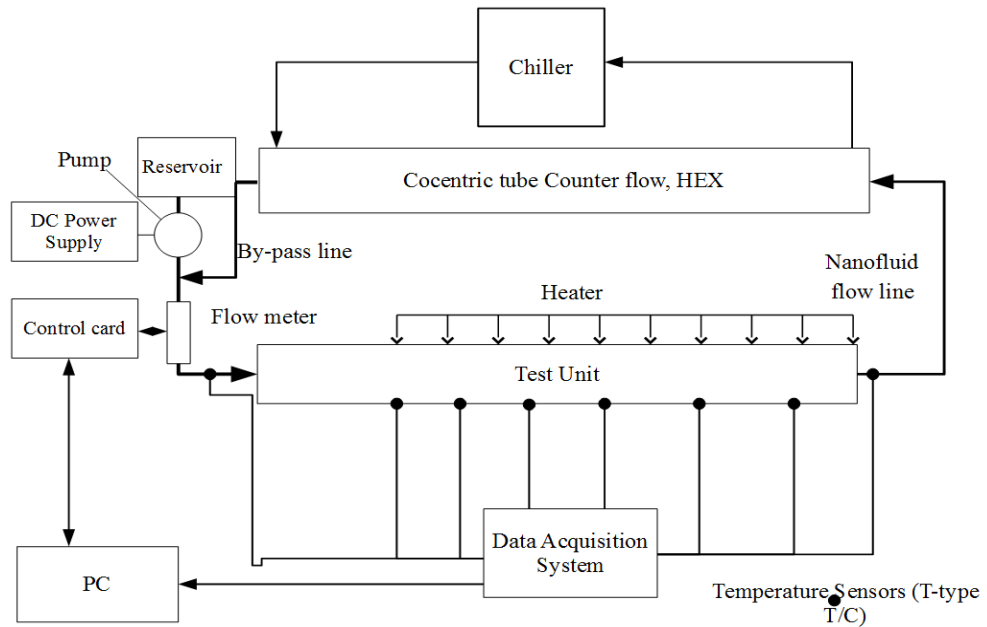 Chiller
Pump
Reservoir
Cocentric tube Counter flow, HEX
DC Power
Supply
By-pass line
Nanofluid
flow line
Heater
Control card
Flow meter
Test Unit
Data Acquisition
System
PC
Temperature Sensors (T-type
T/C)